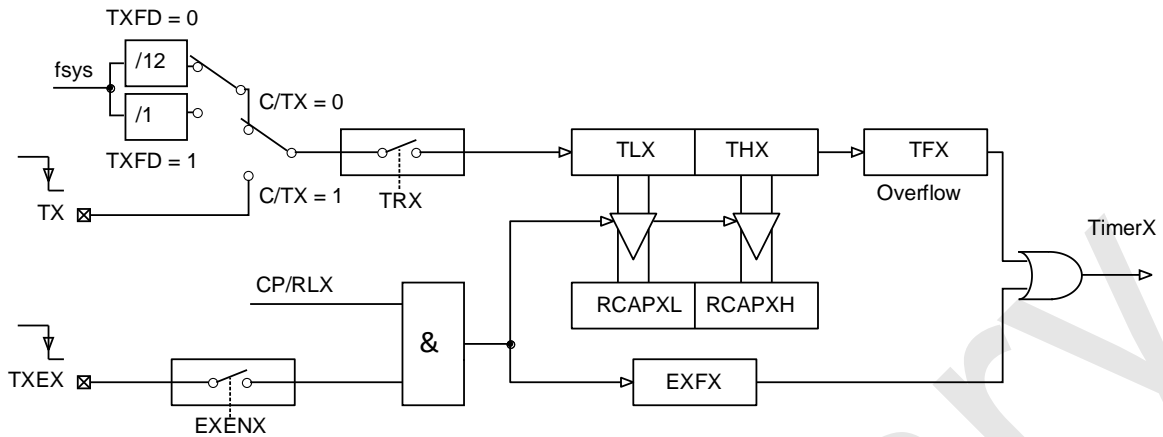 TXFD = 0
/12
fsys
C/TX = 0
/1
TLX
THX
TFX
TXFD = 1
C/TX = 1
TRX
Overflow
TX
TimerX
CP/RLX
RCAPXL
RCAPXH
&
TXEX
EXFX
EXENX